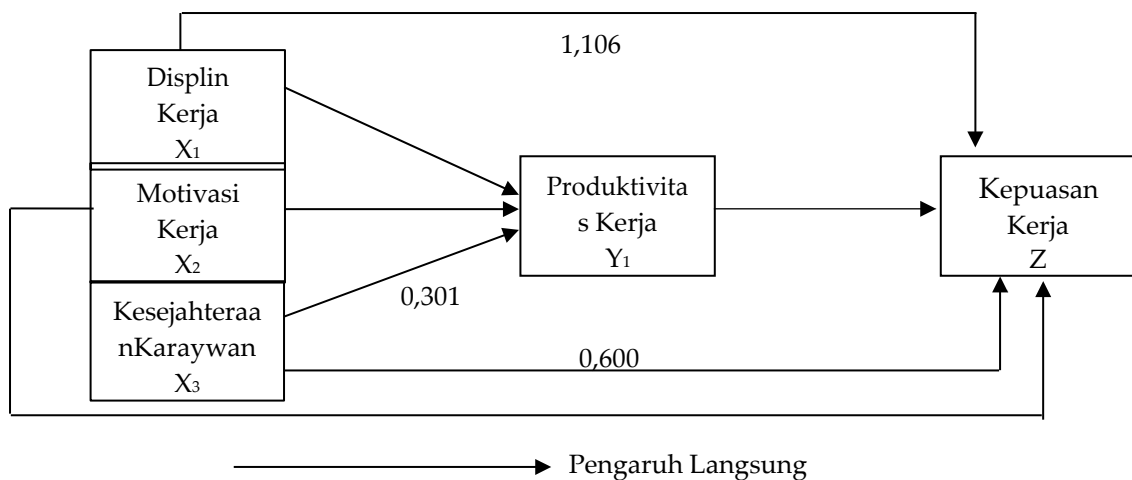 1,106
Displin
Kerja
X1
Motivasi
Kerja
X2
Kesejahteraa
nKaraywan
X3
0,301
0,600
Produktivita
s Kerja
Y1
Kepuasan
Kerja
Z
Pengaruh Langsung